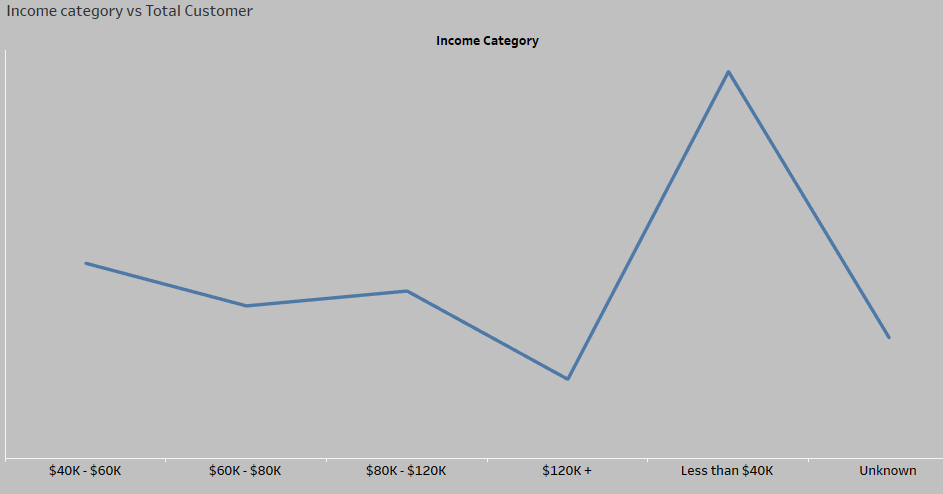 Income category vs Total Customer
Income Category
$40K - $60K
$60K - $80K
$80K - $120K
$120K +
Less than $40K
Unknown